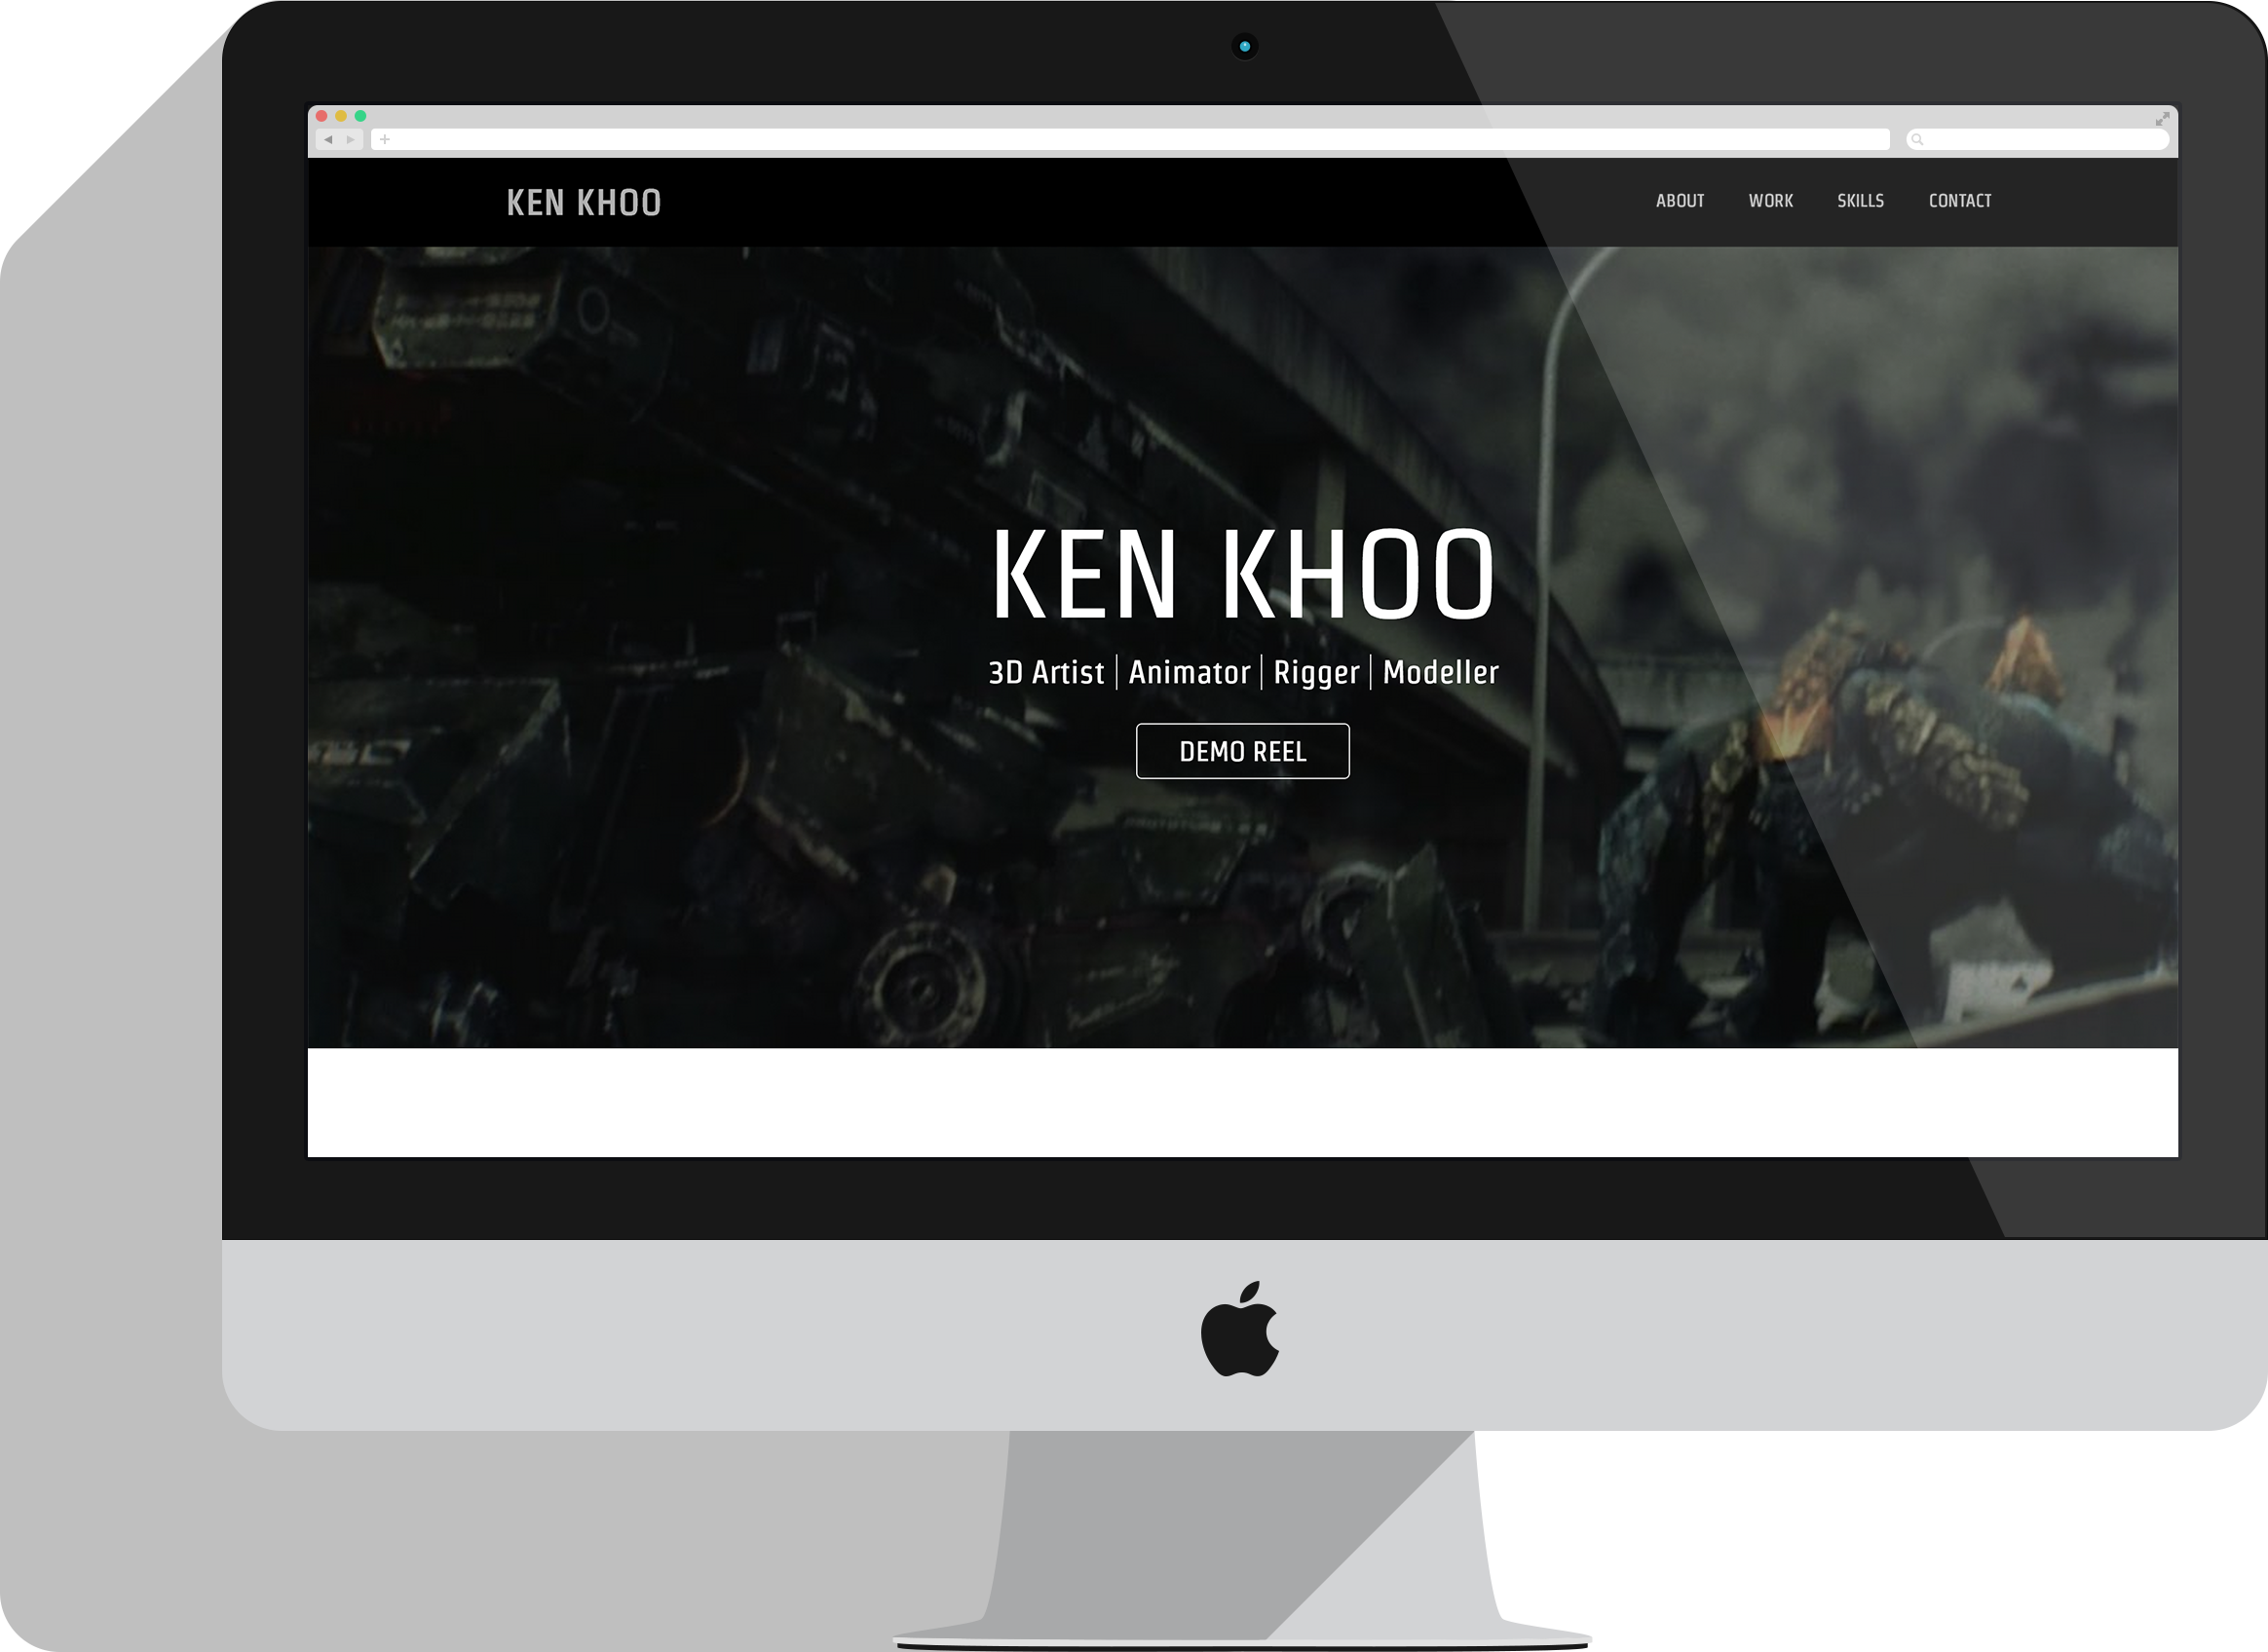 KEN KHOO
ABOUT WORK SKILLS CONTACT
KEN KHOO
3D Artist | Animator | Rigger | Modeller
DEMO REEL